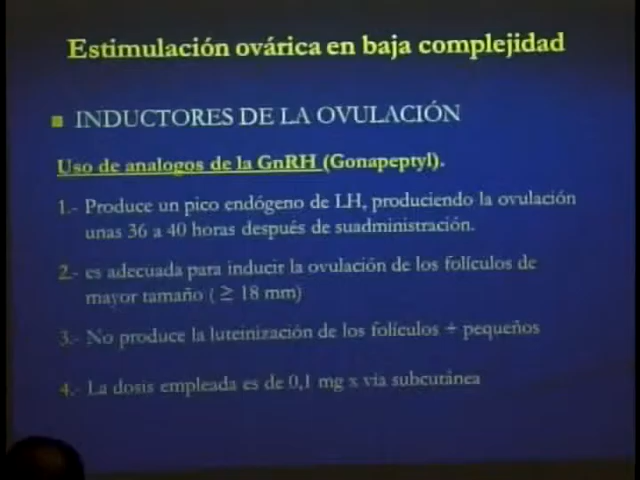 Estimulación ovárica en baja complejidad
INDUCTORES DE LA OVULACIÓN
Uso de analogos de la GnRH (Gonapeptyl).
1.- Produce un pico endógeno de LH, produciendo la ovulación
unas 36 a 40 horas después de suadministración.
2.- es adecuada para inducir la ovulación de los folículos de
mayor tamaño ( ≥ 18 mm)
3.- No produce la luteinización de los folículos + pequeños
4.- La dosis empleada es de 0,1 mg x via subcutánea